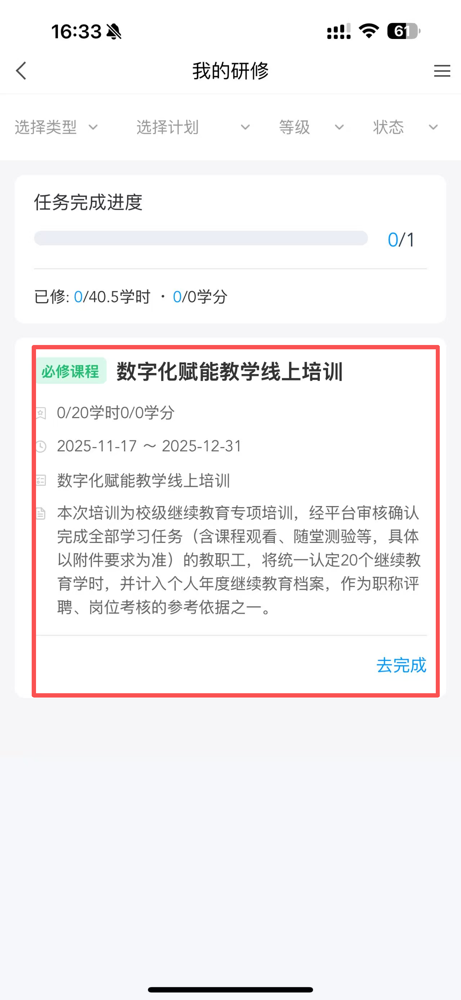 16:33
61
我的研修
选择类型 选择计划 等级 状态
任务完成进度
0/1
已修: 0/40.5学时 · 0/0学分
必修课程 数字化赋能教学线上培训
0/20学时0/0学分
2025-11-17 ～ 2025-12-31
数字化赋能教学线上培训
本次培训为校级继续教育专项培训，经平台审核确认
完成全部学习任务（含课程观看、随堂测验等，具体
以附件要求为准）的教职工，将统一认定20个继续教
育学时，并计入个人年度继续教育档案，作为职称评
聘、岗位考核的参考依据之一。
去完成